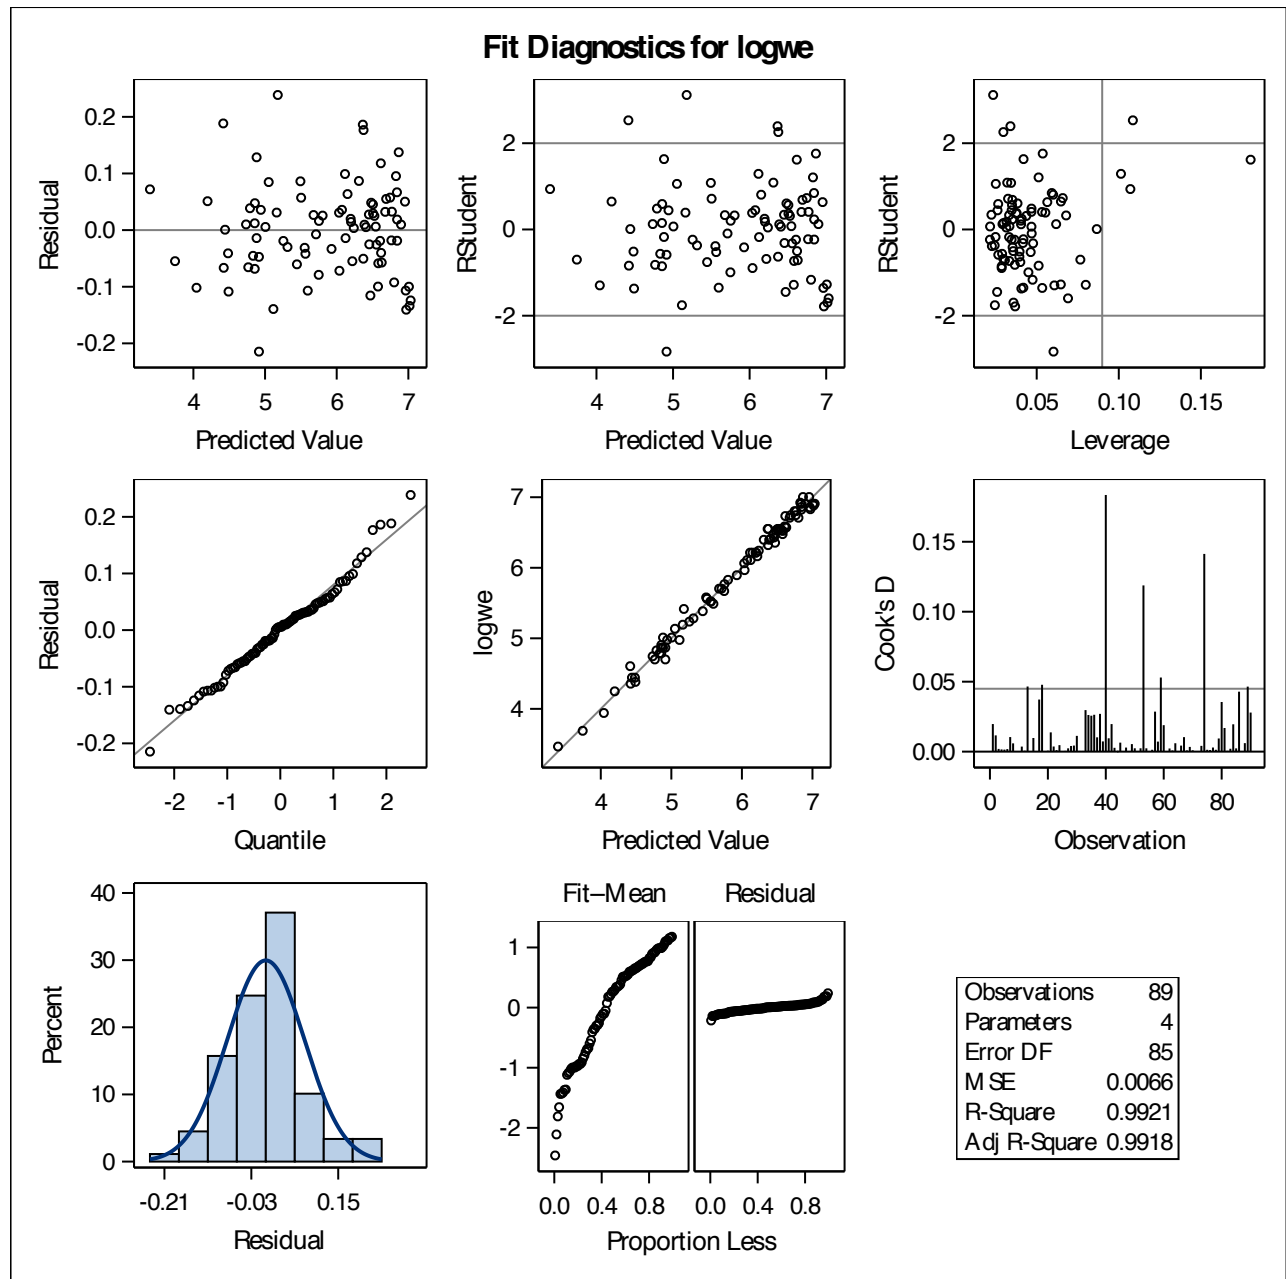 Fit Diagnostics for logwe
Residual
0.2
0.1
0.0
-0.1
-0.2
4 5 6 7
Predicted Value
RStudent
2
0
-2
4 5 6 7
Predicted Value
RStudent
2
0
-2
0.05 0.10 0.15
Leverage
Residual
0.2
0.1
0.0
-0.1
-0.2
-2 -1 0 1 2
Quantile
logwe
7
6
5
4
4 5 6 7
Predicted Value
Cook's D
0.15
0.10
0.05
0.00
0 20 40 60 80
Observation
Percent
40
30
20
10
0
-0.21 -0.03 0.15
Residual
Fit–Mean Residual
1
0
-1
-2
0.0 0.4 0.8 0.0 0.4 0.8
Proportion Less
Observations 89
Parameters 4
Error DF 85
MSE 0.0066
R-Square 0.9921
Adj R-Square 0.9918